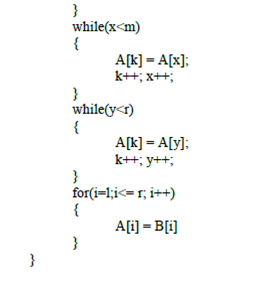 }
while(x<m)
{
A[k] = A[x];
k++; x++;
}
while(y<r)
{
A[k] = A[y];
k++; y++;
}
for(i=l;i<= r; i++)
{
A[i] = B[i]
}
}